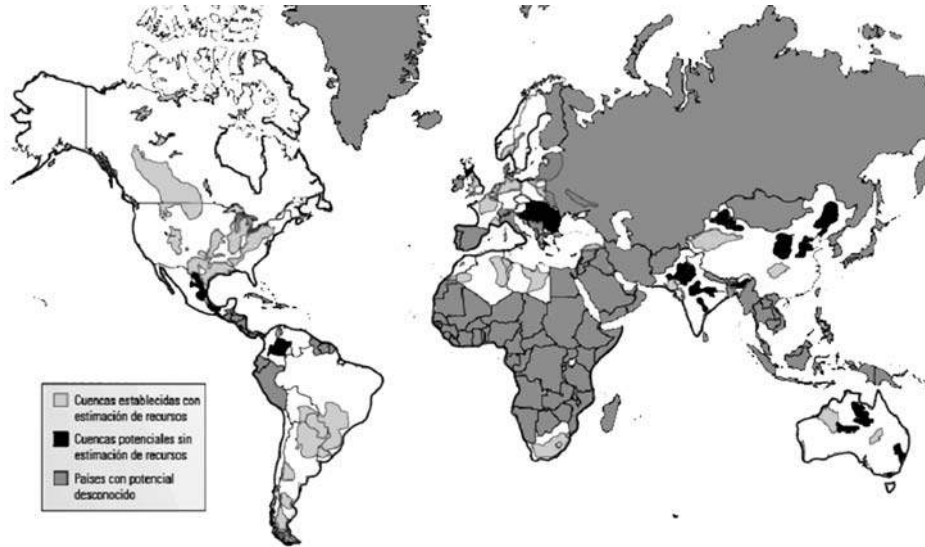 Cuencas establecidas con
estimación de recursos
Cuencas potenciales sin
estimación de recursos
Países con potencial
desconocido